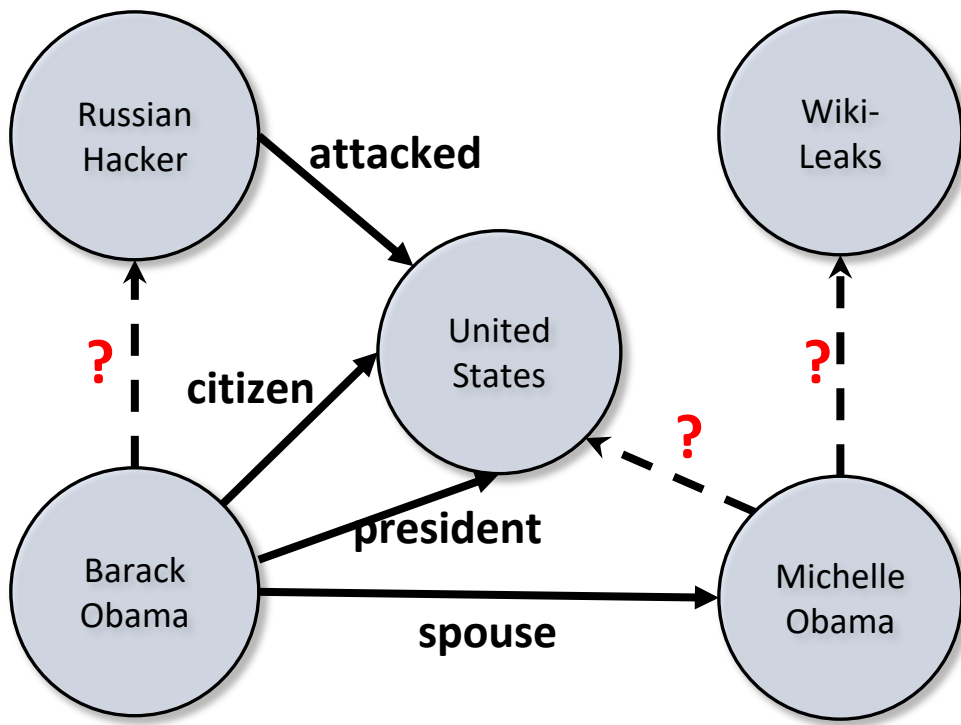 Russian
Hacker
Wiki-
Leaks
attacked
United
States
?
?
citizen
?
president
Barack
Obama
Michelle
Obama
spouse